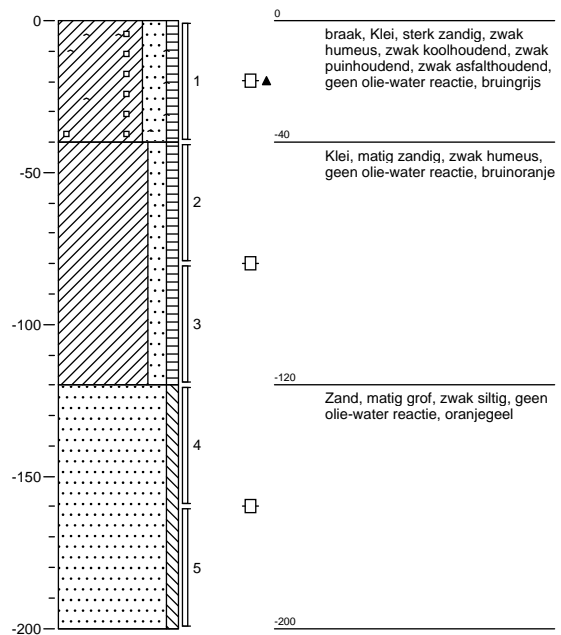 0
-50
-100
-150
-200
1
2
3
4
5
0
braak, Klei, sterk zandig, zwak
humeus, zwak koolhoudend, zwak
puinhoudend, zwak asfalthoudend,
geen olie-water reactie, bruingrijs
-40
Klei, matig zandig, zwak humeus,
geen olie-water reactie, bruinoranje
-120
Zand, matig grof, zwak siltig, geen
olie-water reactie, oranjegeel
-200